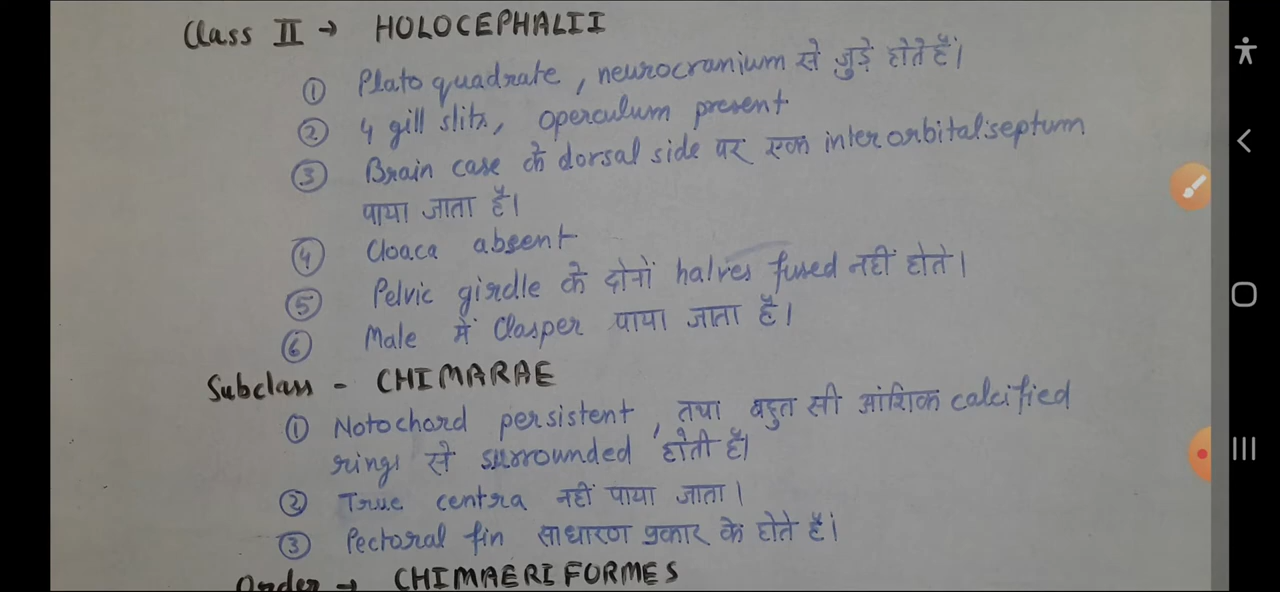 Class II → HOLOCEPHALII
① Plato quadrate, neurocranium से जुड़े होते हैं।
② 4 gill slits, operculum present
③ Brain case के dorsal side पर एक interorbital septum
पाया जाता है।
④ Cloaca absent
⑤ Pelvic girdle के दोनों halves fused नहीं होते।
⑥ Male में Clasper पाया जाता है।
Subclass - CHIMARAE
① Notochord persistent, तथा बहुत सी आंशिक calcified
rings से surrounded होती है।
② True centra नहीं पाया जाता।
③ Pectoral fin साधारण प्रकार के होते हैं।
Order → CHIMAERIFORMES